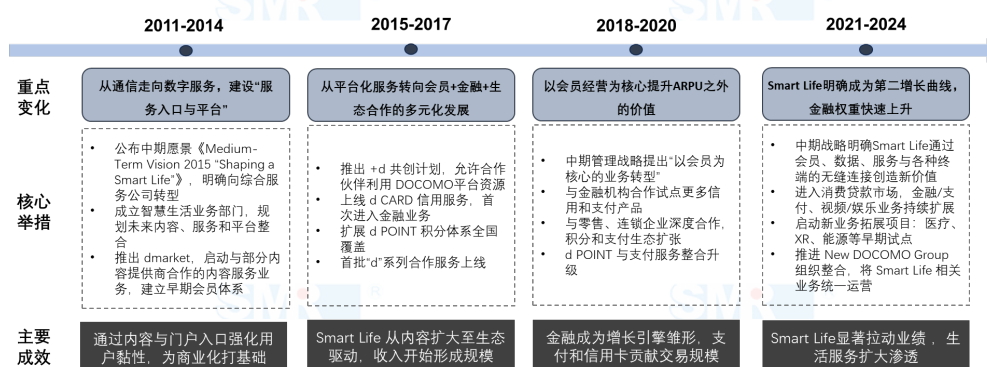 2011-2014
2015-2017
2018-2020
2021-2024
重点
变化
从通信走向数字服务，建设“服
务入口与平台”
从平台化服务转向会员+金融+生
态合作的多元化发展
以会员经营为核心提升ARPU之外
的价值
Smart Life明确成为第二增长曲线，
金融权重快速上升
核心
举措
• 公布中期愿景《Medium-
Term Vision 2015 “Shaping a
Smart Life”》，明确向综合服
务公司转型
• 成立智慧生活业务部门，规
划未来内容、服务和平台整
合
• 推出 dmarket，启动与部分内
容提供商合作的内容服务业
务，建立早期会员体系
• 推出 +d 共创计划，允许合作
伙伴利用 DOCOMO平台资源
• 上线 d CARD 信用服务，首
次进入金融业务
• 扩展 d POINT 积分体系全国
覆盖
• 首批“d”系列合作服务上线
• 中期管理战略提出“以会员为
核心的业务转型”
• 与金融机构合作试点更多
信用和支付产品
• 与零售、连锁企业深度合作，
积分和支付生态扩张
• d POINT 与支付服务整合升
级
• 中期战略明确Smart Life通过
会员、数据、服务与各种终
端的无缝连接创造新价值
• 进入消费贷款市场，金融/支
付、视频/娱乐业务持续扩展
• 启动新业务拓展项目：医疗、
XR、能源等早期试点
• 推进 New DOCOMO Group
组织整合，将 Smart Life 相关
业务统一运营
主要
成效
通过内容与门户入口强化用
户黏性，为商业化打基础
Smart Life 从内容扩大至生态
驱动，收入开始形成规模
金融成为增长引擎雏形，支
付和信用卡贡献交易规模
Smart Life显著拉动业绩 ，生
活服务扩大渗透
SMR
SMR
SMR
SMR